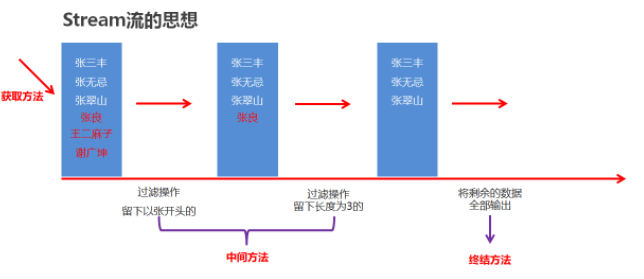 Stream流的思想
获取方法
张三丰
张无忌
张翠山
张良
王二麻子
谢广坤
张三丰
张无忌
张翠山
张良
张三丰
张无忌
张翠山
过滤操作
留下以张开头的
过滤操作
留下长度为3的
将剩余的数据
全部输出
中间方法
终结方法